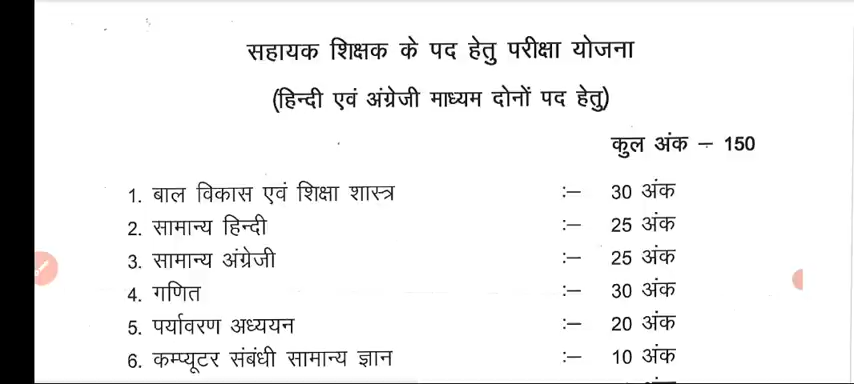 सहायक शिक्षक के पद हेतु परीक्षा योजना
(हिन्दी एवं अंग्रेजी माध्यम दोनों पद हेतु)
कुल अंक – 150
1. बाल विकास एवं शिक्षा शास्त्र :– 30 अंक
2. सामान्य हिन्दी :– 25 अंक
3. सामान्य अंग्रेजी :– 25 अंक
4. गणित :– 30 अंक
5. पर्यावरण अध्ययन :– 20 अंक
6. कम्प्यूटर संबंधी सामान्य ज्ञान :– 10 अंक